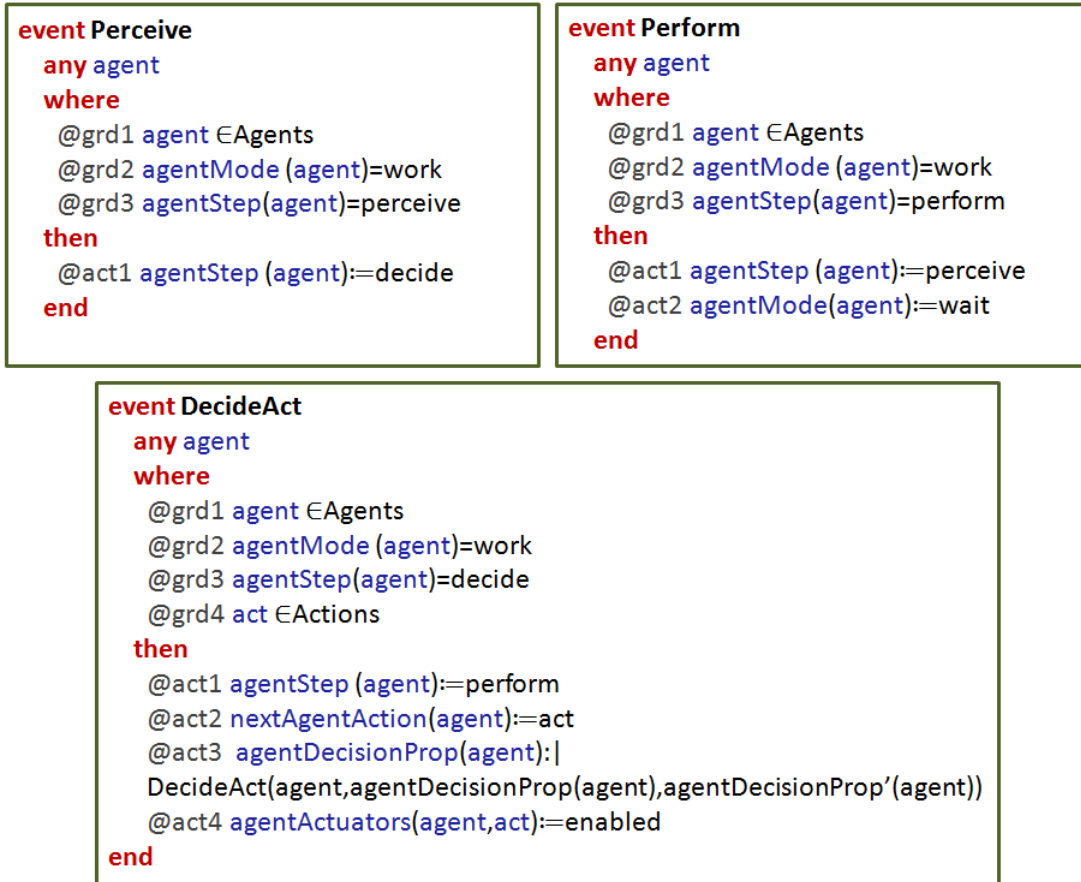 event Perceive
any agent
where
@grd1 agent ∈Agents
@grd2 agentMode (agent)=work
@grd3 agentStep(agent)=perceive
then
@act1 agentStep (agent):=decide
end
event Perform
any agent
where
@grd1 agent ∈Agents
@grd2 agentMode (agent)=work
@grd3 agentStep(agent)=perform
then
@act1 agentStep (agent):=perceive
@act2 agentMode(agent):=wait
end
event DecideAct
any agent
where
@grd1 agent ∈Agents
@grd2 agentMode (agent)=work
@grd3 agentStep(agent)=decide
@grd4 act ∈Actions
then
@act1 agentStep (agent):=perform
@act2 nextAgentAction(agent):=act
@act3 agentDecisionProp(agent):|
DecideAct(agent,agentDecisionProp(agent),agentDecisionProp’(agent))
@act4 agentActuators(agent,act):=enabled
end